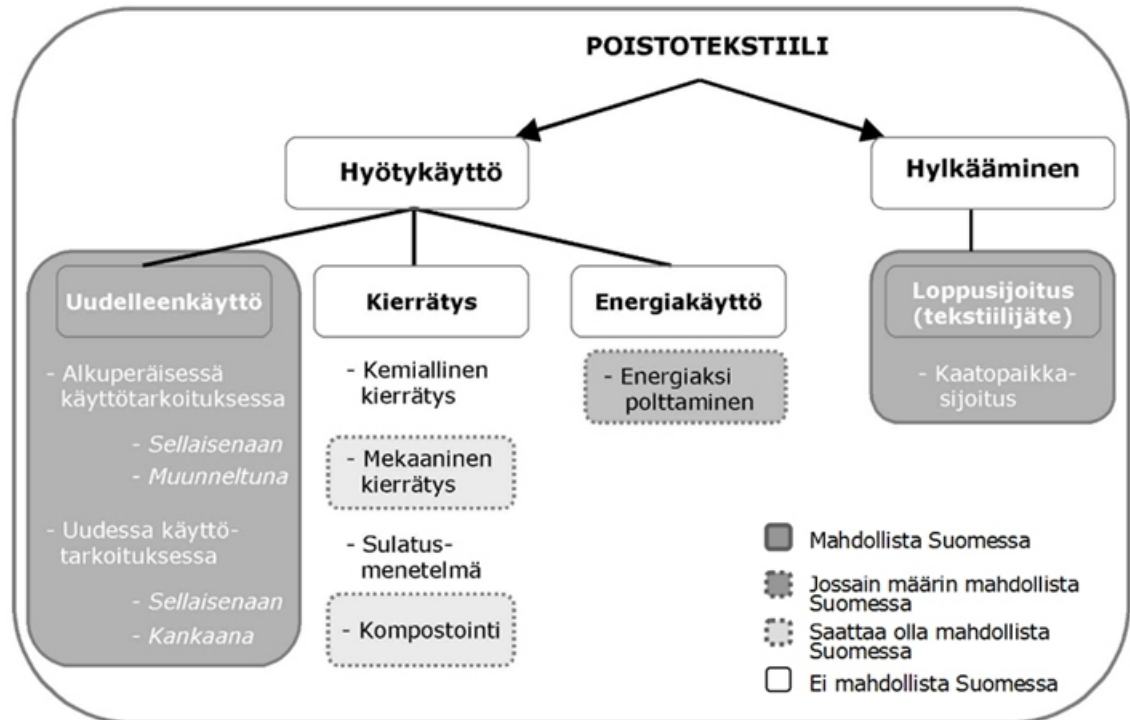 POISTOTEKSTIILI
Hyötykäyttö
Hylkääminen
Uudelleenkäyttö
- Alkuperäisessä
käyttötarkoituksessa
- Sellaisenaan
- Muunneltuna
- Uudessa käyttö-
tarkoituksessa
- Sellaisenaan
- Kankaana
Kierrätys
- Kemiallinen
kierrätys
- Mekaaninen
kierrätys
- Sulatus-
menetelmä
- Kompostointi
Energiakäyttö
- Energiaksi
polttaminen
Loppusijoitus
(tekstiilijäte)
- Kaatopaikka-
sijoitus
Mahdollista Suomessa
Jossain määrin mahdollista
Suomessa
Saattaa olla mahdollista
Suomessa
Ei mahdollista Suomessa